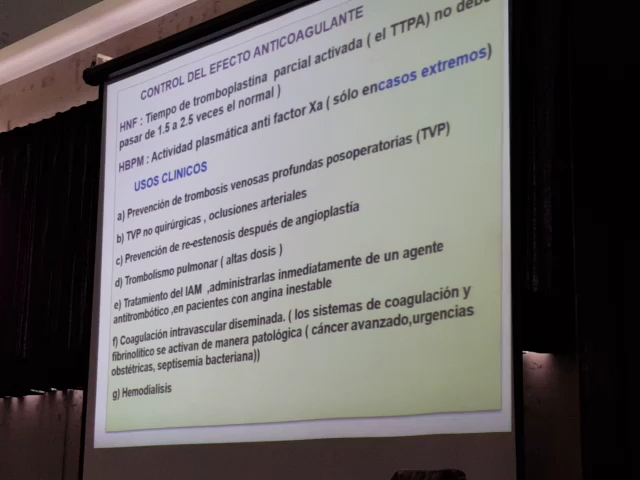 CONTROL DEL EFECTO ANTICOAGULANTE
HNF : Tiempo de tromboplastina parcial activada ( el TTPA) no debe
pasar de 1.5 a 2.5 veces el normal )
HBPM : Actividad plasmática anti factor Xa ( sólo encasos extremos)
USOS CLINICOS
a) Prevención de trombosis venosas profundas posoperatorias (TVP)
b) TVP no quirúrgicas , oclusiones arteriales
c) Prevención de re-estenosis después de angioplastía
d) Trombolismo pulmonar ( altas dosis )
e) Tratamiento del IAM ,administrarlas inmediatamente de un agente
antitrombótico ,en pacientes con angina inestable
f) Coagulación intravascular diseminada. ( los sistemas de coagulación y
fibrinolítico se activan de manera patológica ( cáncer avanzado,urgencias
obstétricas, septisemia bacteriana))
g) Hemodialisis